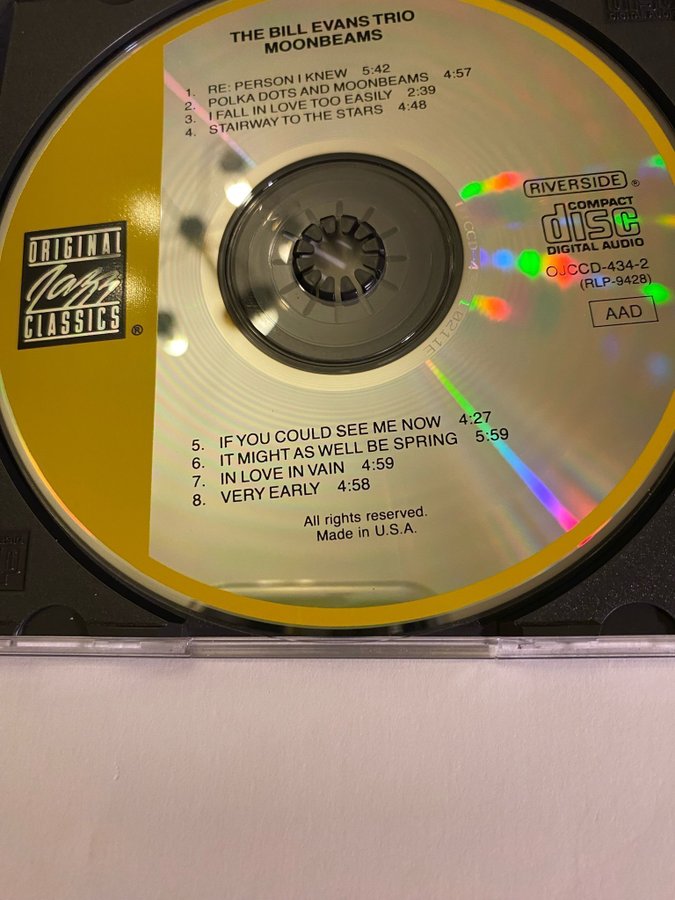 THE BILL EVANS TRIO
MOONBEAMS
1. RE: PERSON I KNEW 5:42
2. POLKA DOTS AND MOONBEAMS 4:57
3. I FALL IN LOVE TOO EASILY 2:39
4. STAIRWAY TO THE STARS 4:48
RIVERSIDE ®
COMPACT
disc
DIGITAL AUDIO
OJCCD-434-2
(RLP-9428)
AAD
ORIGINAL
Jazz
CLASSICS ®
5. IF YOU COULD SEE ME NOW 4:27
6. IT MIGHT AS WELL BE SPRING 5:59
7. IN LOVE IN VAIN 4:59
8. VERY EARLY 4:58
All rights reserved.
Made in U.S.A.